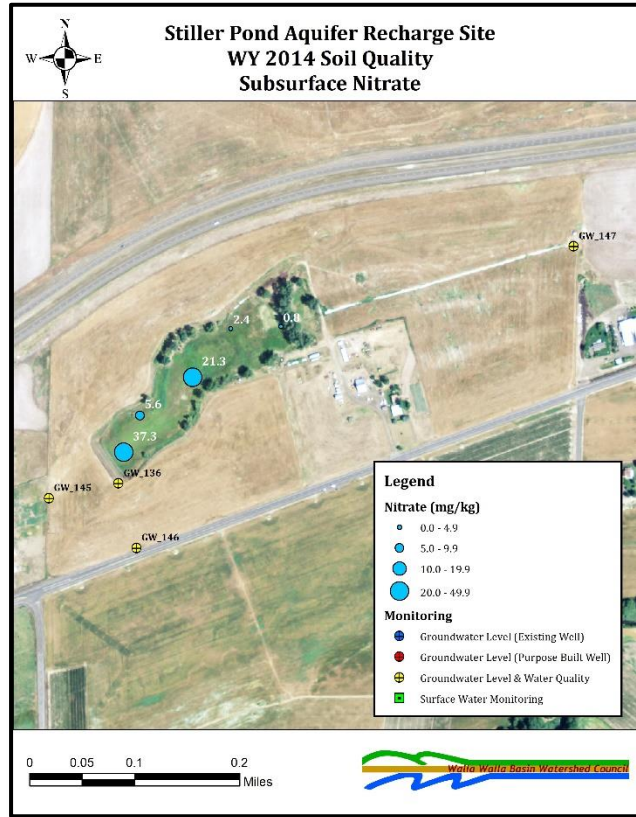 Stiller Pond Aquifer Recharge Site
WY 2014 Soil Quality
Subsurface Nitrate
N
W E
S
GW_147
2.4
0.8
21.3
5.6
37.3
GW_136
GW_145
GW_146
Legend
Nitrate (mg/kg)
0.0 - 4.9
5.0 - 9.9
10.0 - 19.9
20.0 - 49.9
Monitoring
Groundwater Level (Existing Well)
Groundwater Level (Purpose Built Well)
Groundwater Level & Water Quality
Surface Water Monitoring
0 0.05 0.1 0.2
Miles
Walla Walla Basin Watershed Council